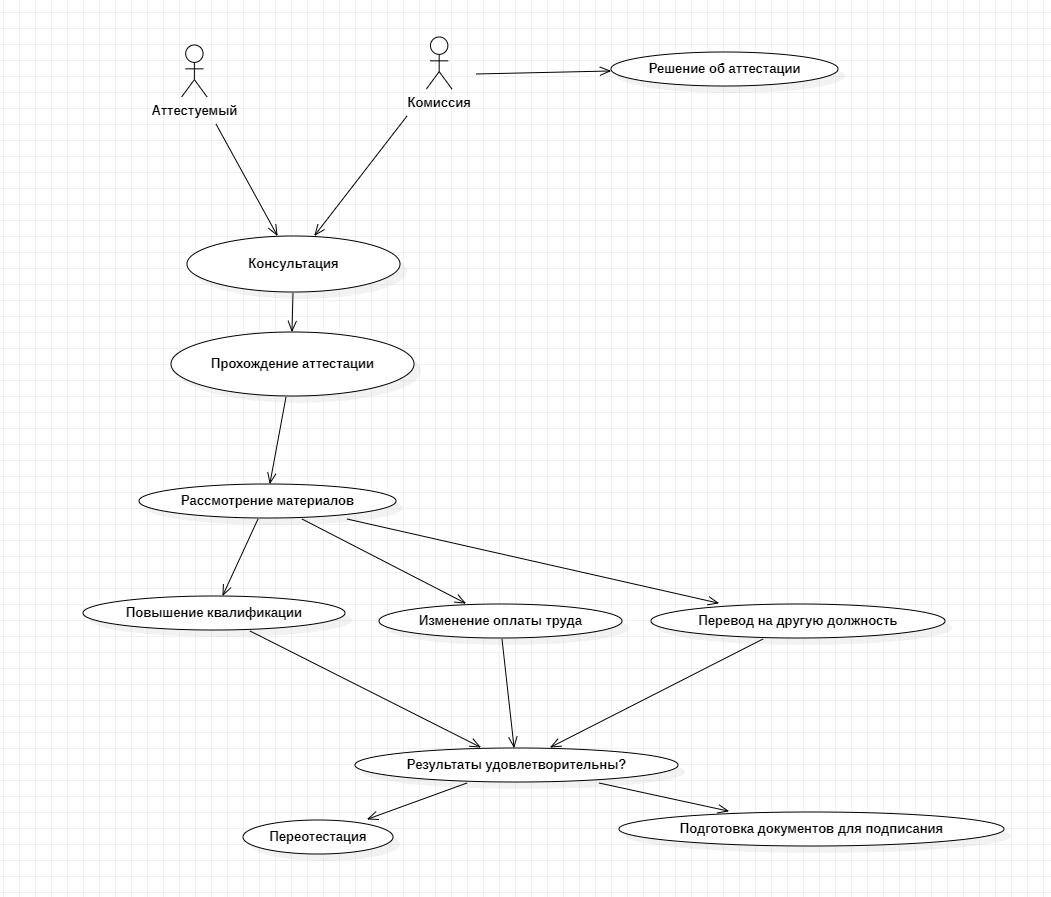 Решение об аттестации
Аттестуемый
Комиссия
Консультация
Прохождение аттестации
Рассмотрение материалов
Повышение квалификации
Изменение оплаты труда
Перевод на другую должность
Результаты удовлетворительны?
Переотестация
Подготовка документов для подписания